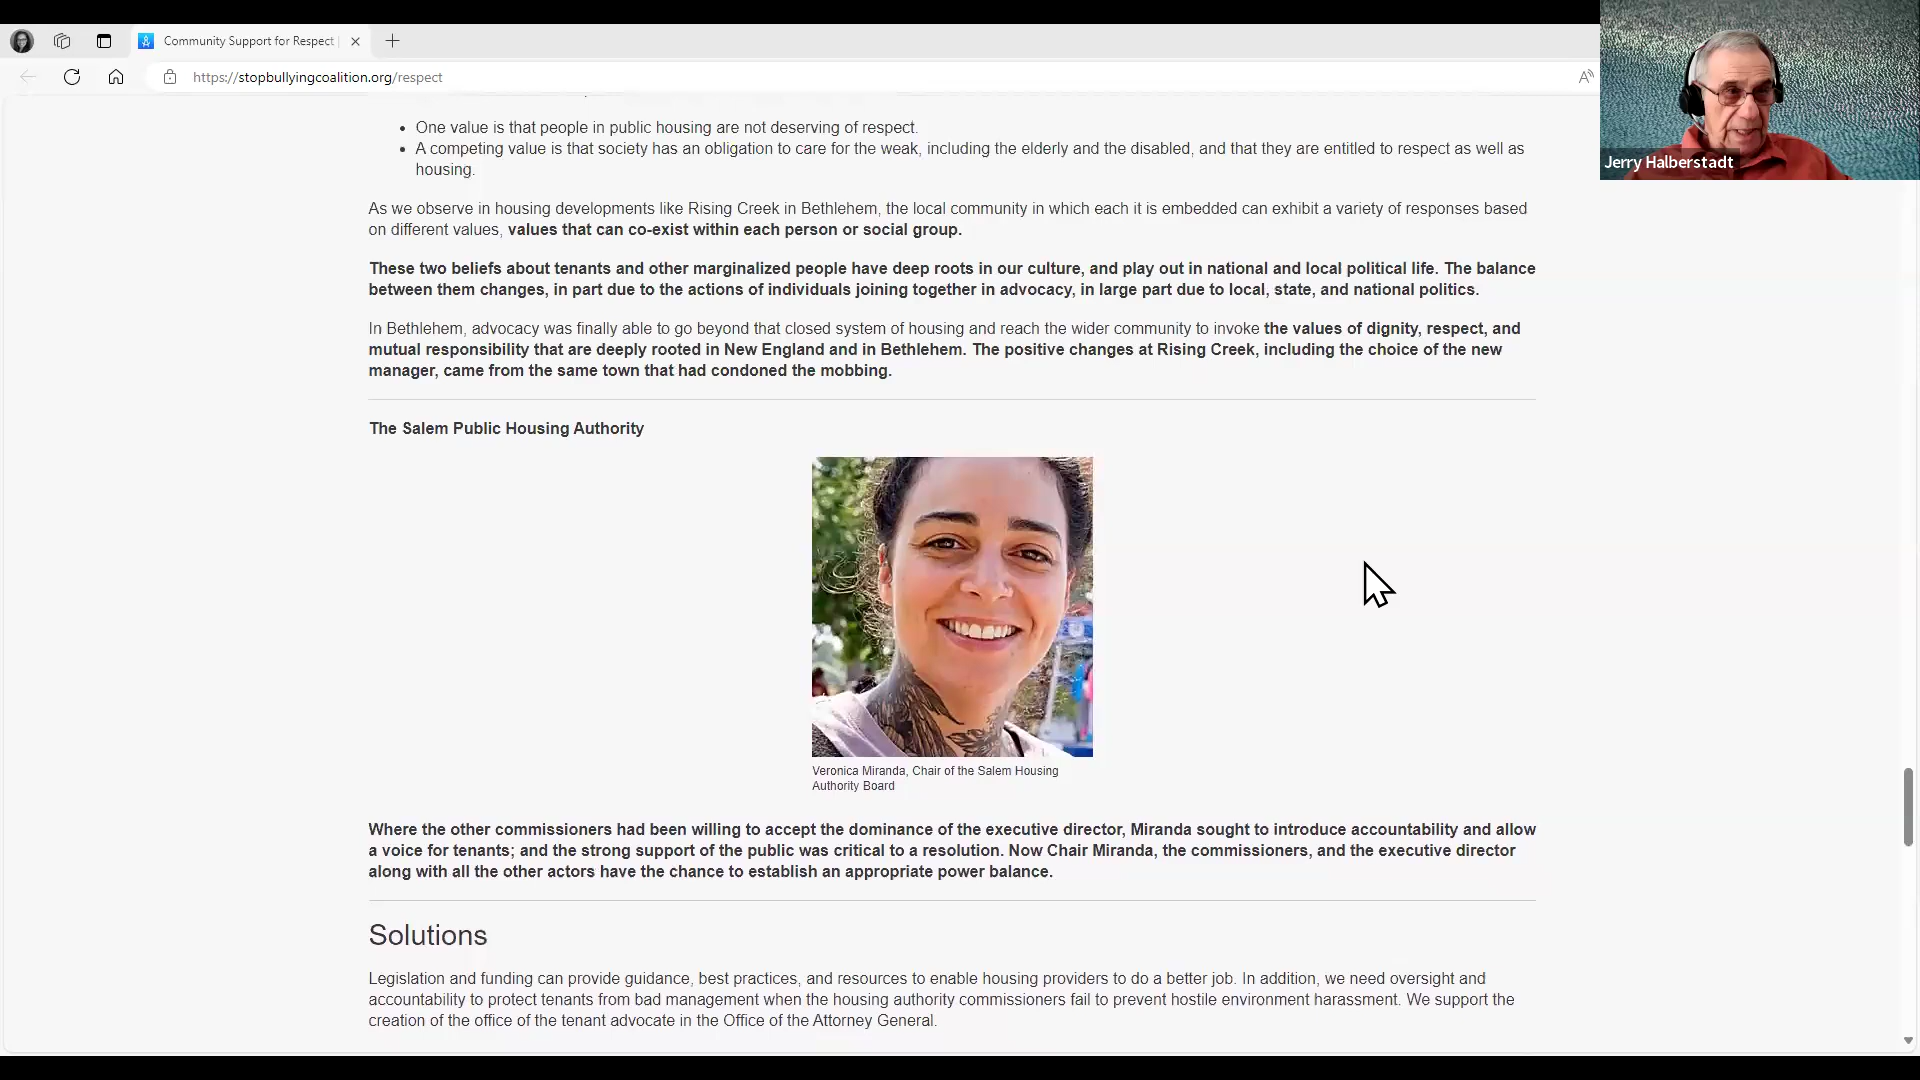 Community Support for Respect
https://stopbullyingcoalition.org/respect
Jerry Halberstadt
• One value is that people in public housing are not deserving of respect.
• A competing value is that society has an obligation to care for the weak, including the elderly and the disabled, and that they are entitled to respect as well as
housing.
As we observe in housing developments like Rising Creek in Bethlehem, the local community in which each it is embedded can exhibit a variety of responses based
on different values, values that can co-exist within each person or social group.
These two beliefs about tenants and other marginalized people have deep roots in our culture, and play out in national and local political life. The balance
between them changes, in part due to the actions of individuals joining together in advocacy, in large part due to local, state, and national politics.
In Bethlehem, advocacy was finally able to go beyond that closed system of housing and reach the wider community to invoke the values of dignity, respect, and
mutual responsibility that are deeply rooted in New England and in Bethlehem. The positive changes at Rising Creek, including the choice of the new
manager, came from the same town that had condoned the mobbing.
The Salem Public Housing Authority
Veronica Miranda, Chair of the Salem Housing
Authority Board
Where the other commissioners had been willing to accept the dominance of the executive director, Miranda sought to introduce accountability and allow
a voice for tenants; and the strong support of the public was critical to a resolution. Now Chair Miranda, the commissioners, and the executive director
along with all the other actors have the chance to establish an appropriate power balance.
Solutions
Legislation and funding can provide guidance, best practices, and resources to enable housing providers to do a better job. In addition, we need oversight and
accountability to protect tenants from bad management when the housing authority commissioners fail to prevent hostile environment harassment. We support the
creation of the office of the tenant advocate in the Office of the Attorney General.